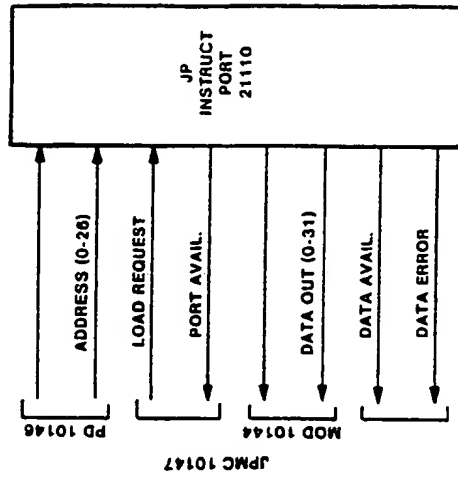 JP
INSTRUCT
PORT
21110
ADDRESS (0-26)
LOAD REQUEST
PORT AVAIL.
DATA OUT (0-31)
DATA AVAIL.
DATA ERROR
PD 10146
MOD 10144
JPMC 10147